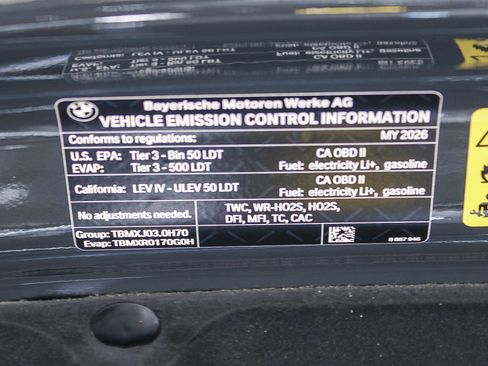 Bayerische Motoren Werke AG
VEHICLE EMISSION CONTROL INFORMATION
Conforms to regulations: MY 2026
U.S. EPA: Tier 3 - Bin 50 LDT CA OBD II
EVAP: Tier 3 - 500 LDT Fuel: electricity Li+, gasoline
California: LEV IV - ULEV 50 LDT CA OBD II
Fuel: electricity Li+, gasoline
No adjustments needed. TWC, WR-HO2S, HO2S,
DFI, MFI, TC, CAC
Group: TBMXJ03.0H70
Evap: TBMXR0170G0H 8 887 946